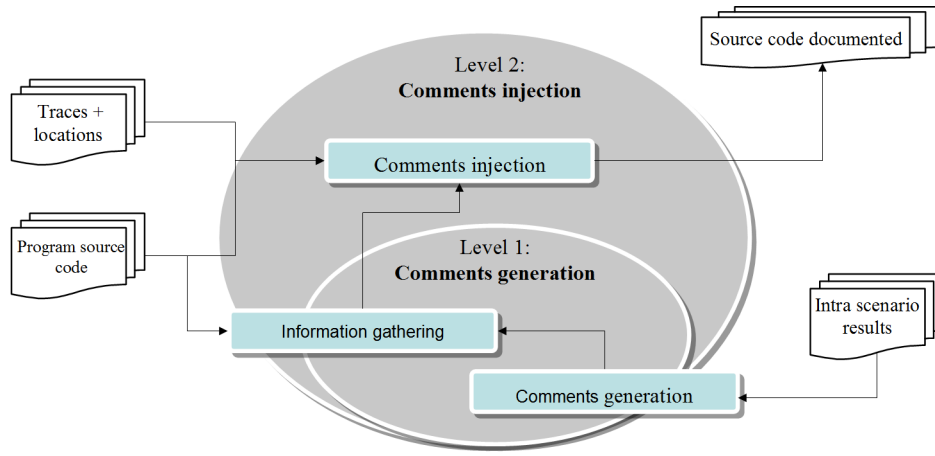 Source code documented
Level 2:
Comments injection
Traces +
locations
Comments injection
Program source
code
Level 1:
Comments generation
Intra scenario
results
Information gathering
Comments generation